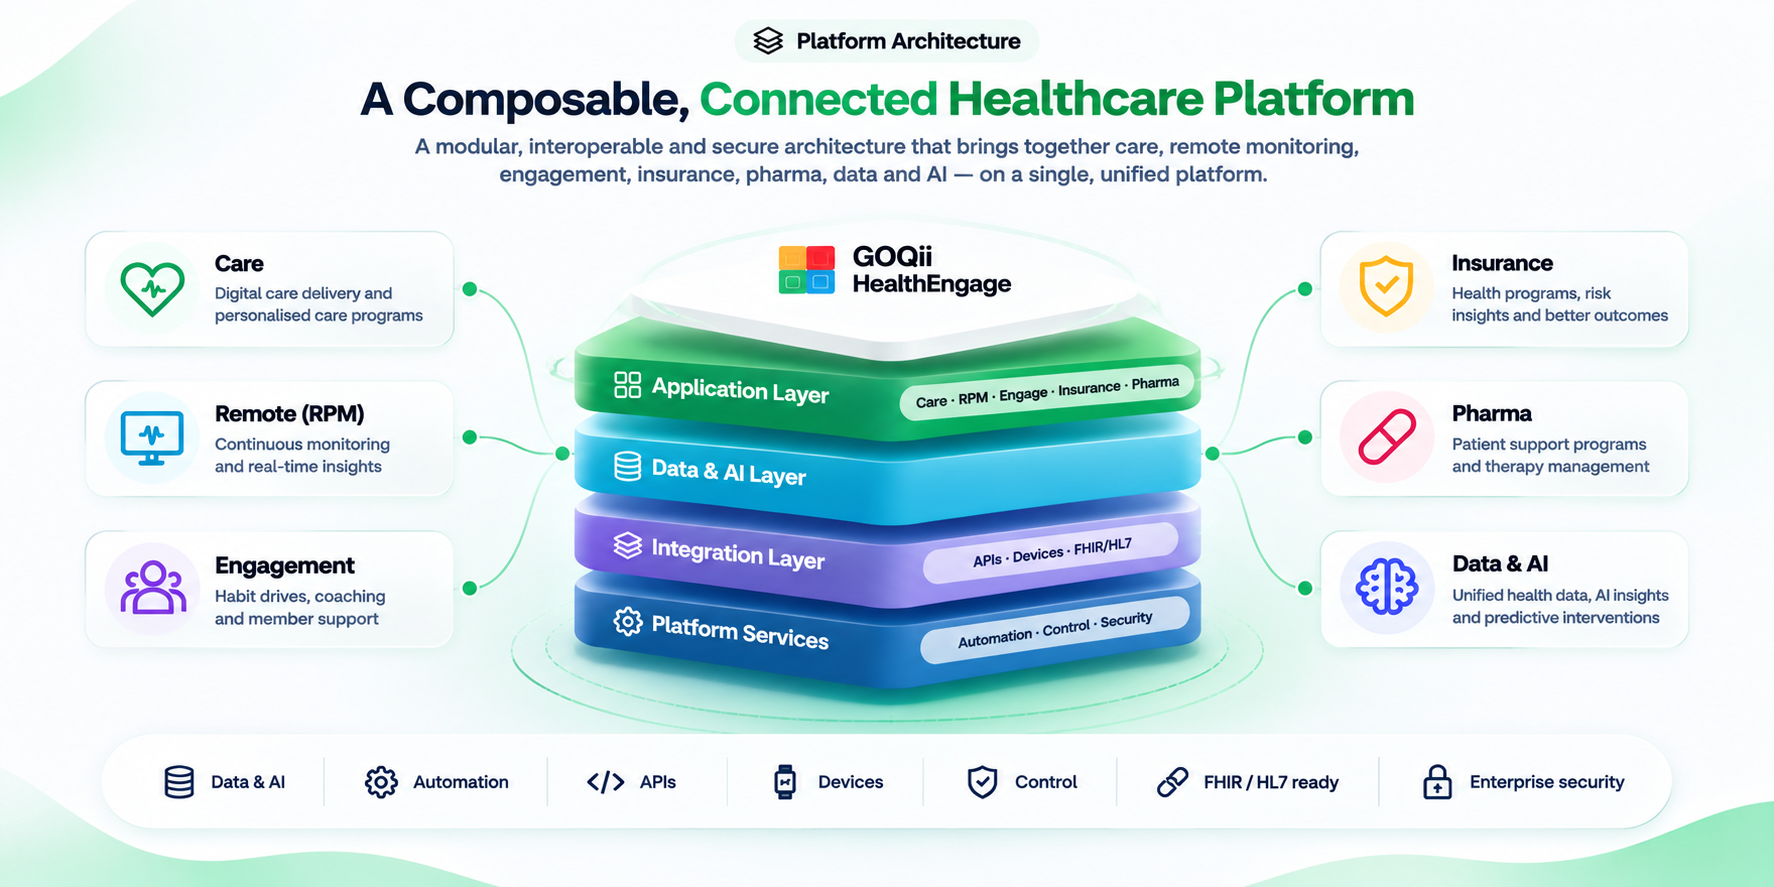 Platform Architecture
A Composable, Connected Healthcare Platform
A modular, interoperable and secure architecture that brings together care, remote monitoring,
engagement, insurance, pharma, data and AI — on a single, unified platform.
Care
Digital care delivery and
personalised care programs
Remote (RPM)
Continuous monitoring
and real-time insights
Engagement
Habit drives, coaching
and member support
GOQii
HealthEngage
Application Layer
Care · RPM · Engage · Insurance · Pharma
Data & AI Layer
Integration Layer
APIs · Devices · FHIR/HL7
Platform Services
Automation · Control · Security
Insurance
Health programs, risk
insights and better outcomes
Pharma
Patient support programs
and therapy management
Data & AI
Unified health data, AI insights
and predictive interventions
Data & AI
Automation
APIs
Devices
Control
FHIR / HL7 ready
Enterprise security